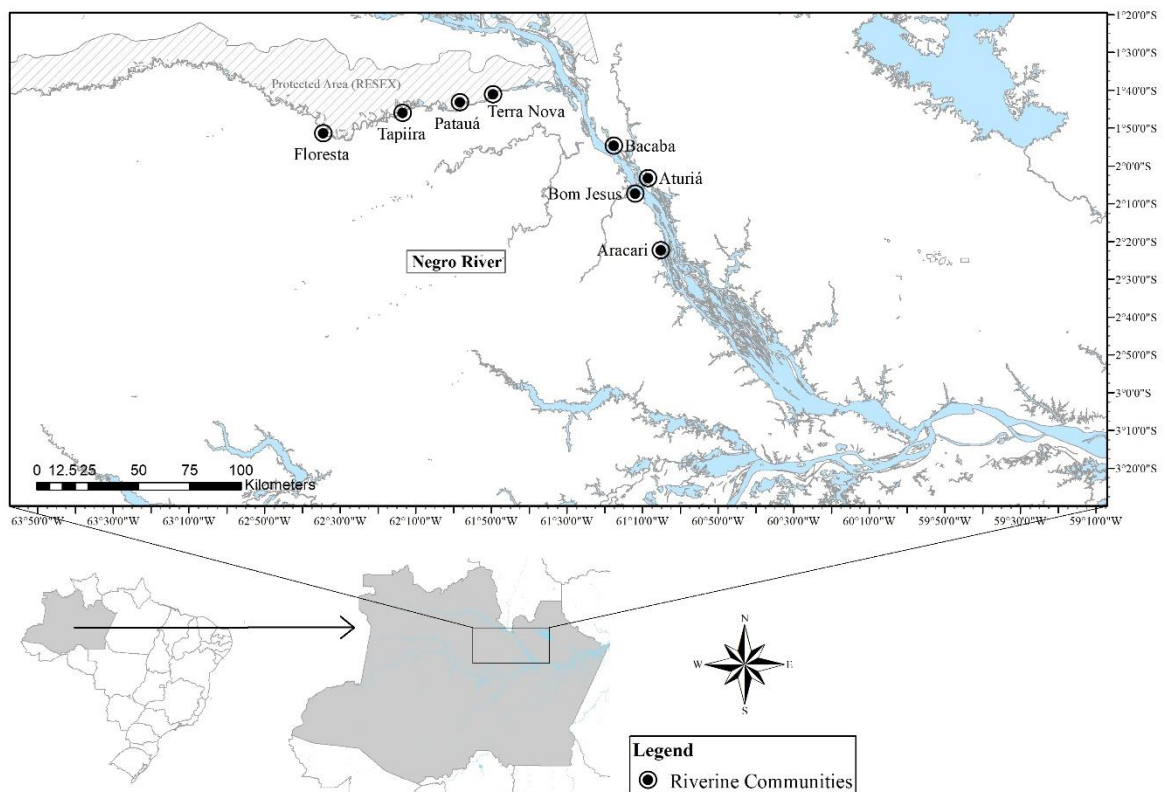 Protected Area (RESEX)
Terra Nova
Patauá
Tapiira
Floresta
Bacaba
Aturiá
Bom Jesus
Aracari
Negro River
1°20'0"S
1°30'0"S
1°40'0"S
1°50'0"S
2°0'0"S
2°10'0"S
2°20'0"S
2°30'0"S
2°40'0"S
2°50'0"S
3°0'0"S
3°10'0"S
3°20'0"S
0 12.5 25 50 75 100
Kilometers
63°50'0"W 63°30'0"W 63°10'0"W 62°50'0"W 62°30'0"W 62°10'0"W 61°50'0"W 61°30'0"W 61°10'0"W 60°50'0"W 60°30'0"W 60°10'0"W 59°50'0"W 59°30'0"W 59°10'0"W
N
W E
S
Legend
Riverine Communities